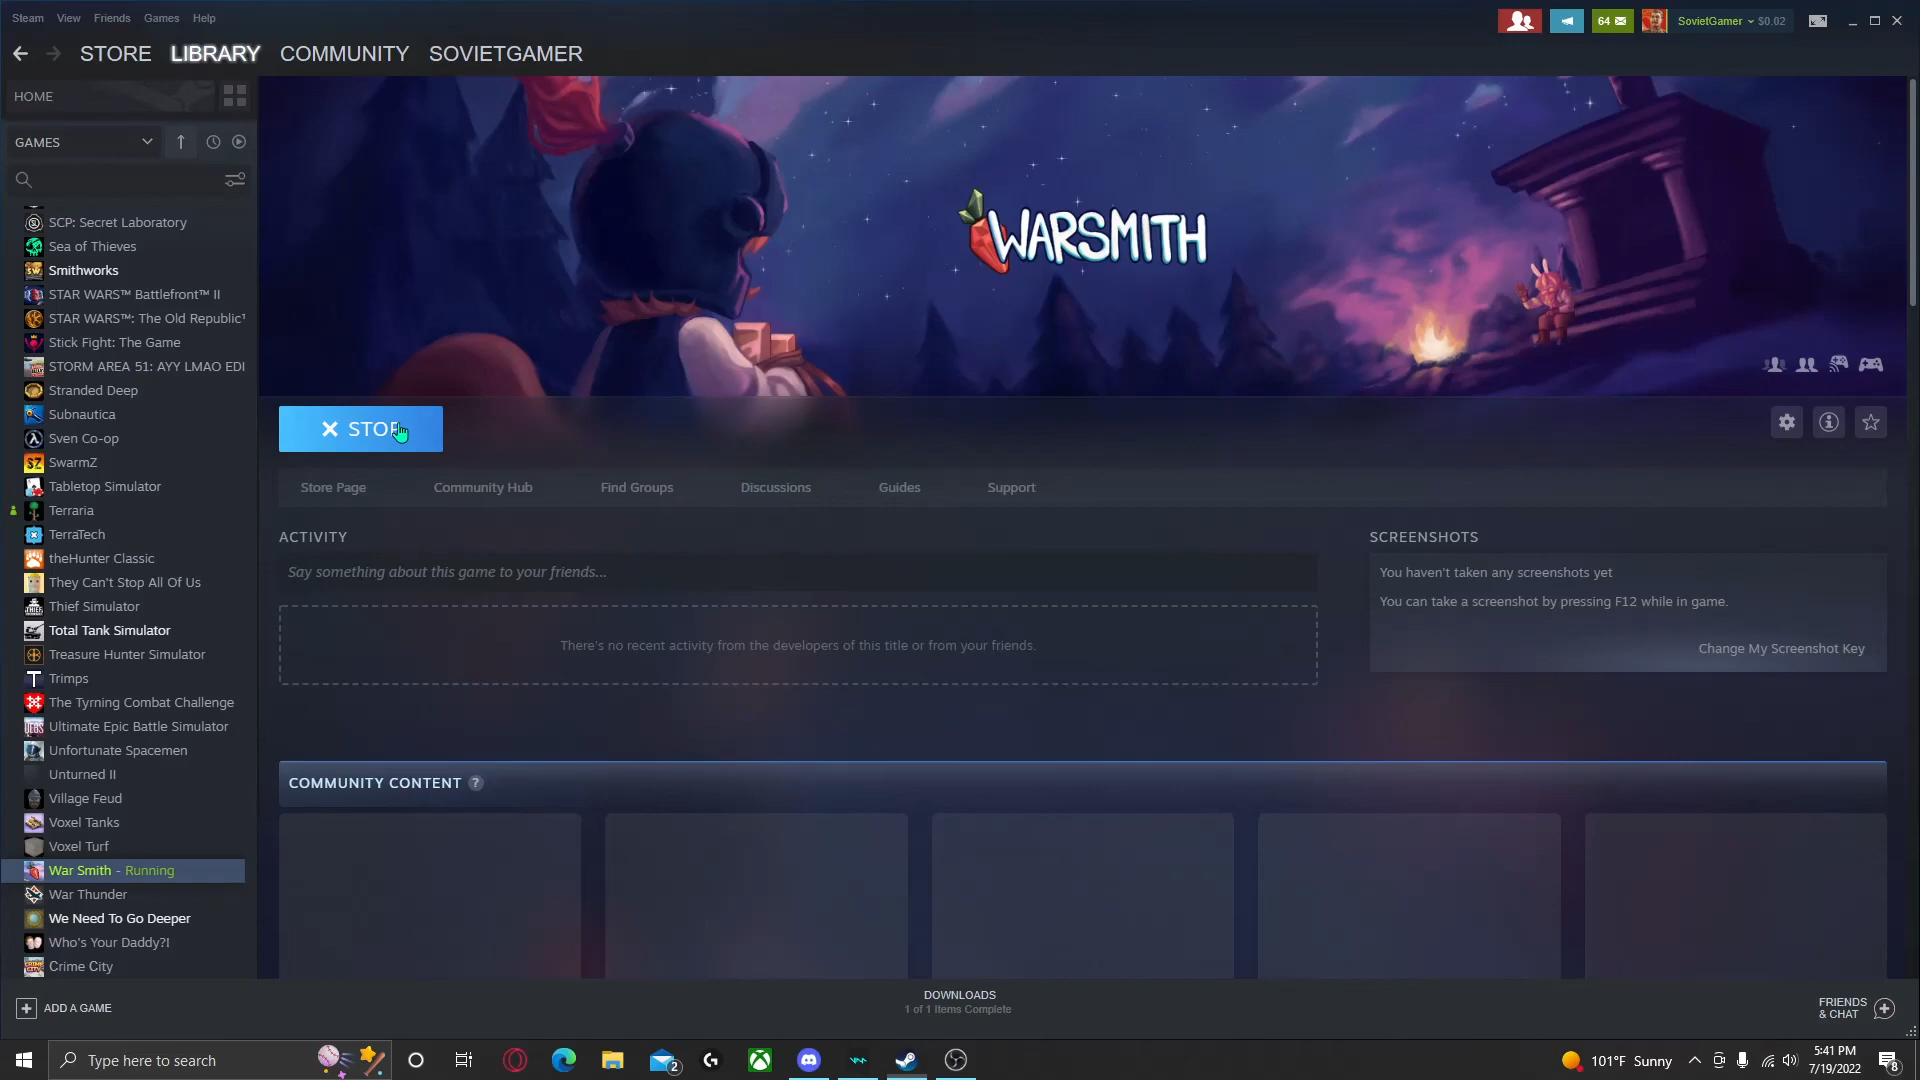 Steam View Friends Games Help
64 SovietGamer $0.02
STORE LIBRARY COMMUNITY SOVIETGAMER
HOME
GAMES
SCP: Secret Laboratory
Sea of Thieves
Smithworks
STAR WARS™ Battlefront™ II
STAR WARS™: The Old Republic™
Stick Fight: The Game
STORM AREA 51: AYY LMAO EDI
Stranded Deep
Subnautica
Sven Co-op
SwarmZ
Tabletop Simulator
Terraria
TerraTech
theHunter Classic
They Can't Stop All Of Us
Thief Simulator
Total Tank Simulator
Treasure Hunter Simulator
Trimps
The Tyrning Combat Challenge
Ultimate Epic Battle Simulator
Unfortunate Spacemen
Unturned II
Village Feud
Voxel Tanks
Voxel Turf
War Smith - Running
War Thunder
We Need To Go Deeper
Who's Your Daddy?!
Crime City
ADD A GAME
WARSMITH
STOP
Store Page Community Hub Find Groups Discussions Guides Support
ACTIVITY
Say something about this game to your friends...
There's no recent activity from the developers of this title or from your friends.
SCREENSHOTS
You haven't taken any screenshots yet
You can take a screenshot by pressing F12 while in game.
Change My Screenshot Key
COMMUNITY CONTENT ?
DOWNLOADS
1 of 1 Items Complete
FRIENDS
& CHAT
Type here to search
2
101°F Sunny
5:41 PM
7/19/2022
8